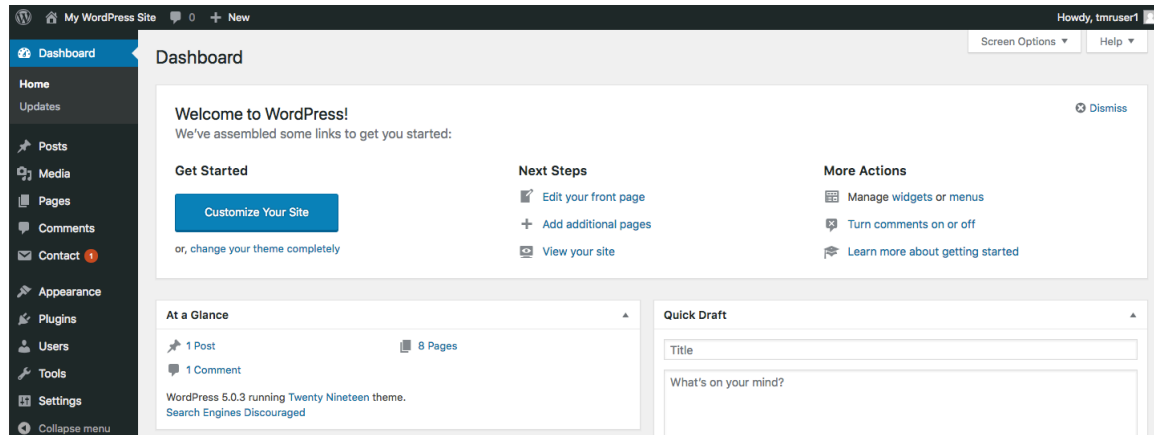 My WordPress Site 0 + New Howdy, tmruser1
Dashboard
Home
Updates
Posts
Media
Pages
Comments
Contact 1
Appearance
Plugins
Users
Tools
Settings
Collapse menu
Screen Options ▼ Help ▼
Dashboard
Welcome to WordPress!
Dismiss
We've assembled some links to get you started:
Get Started
Customize Your Site
or, change your theme completely
Next Steps
Edit your front page
Add additional pages
View your site
More Actions
Manage widgets or menus
Turn comments on or off
Learn more about getting started
At a Glance
1 Post 8 Pages
1 Comment
WordPress 5.0.3 running Twenty Nineteen theme.
Search Engines Discouraged
Quick Draft
Title
What's on your mind?